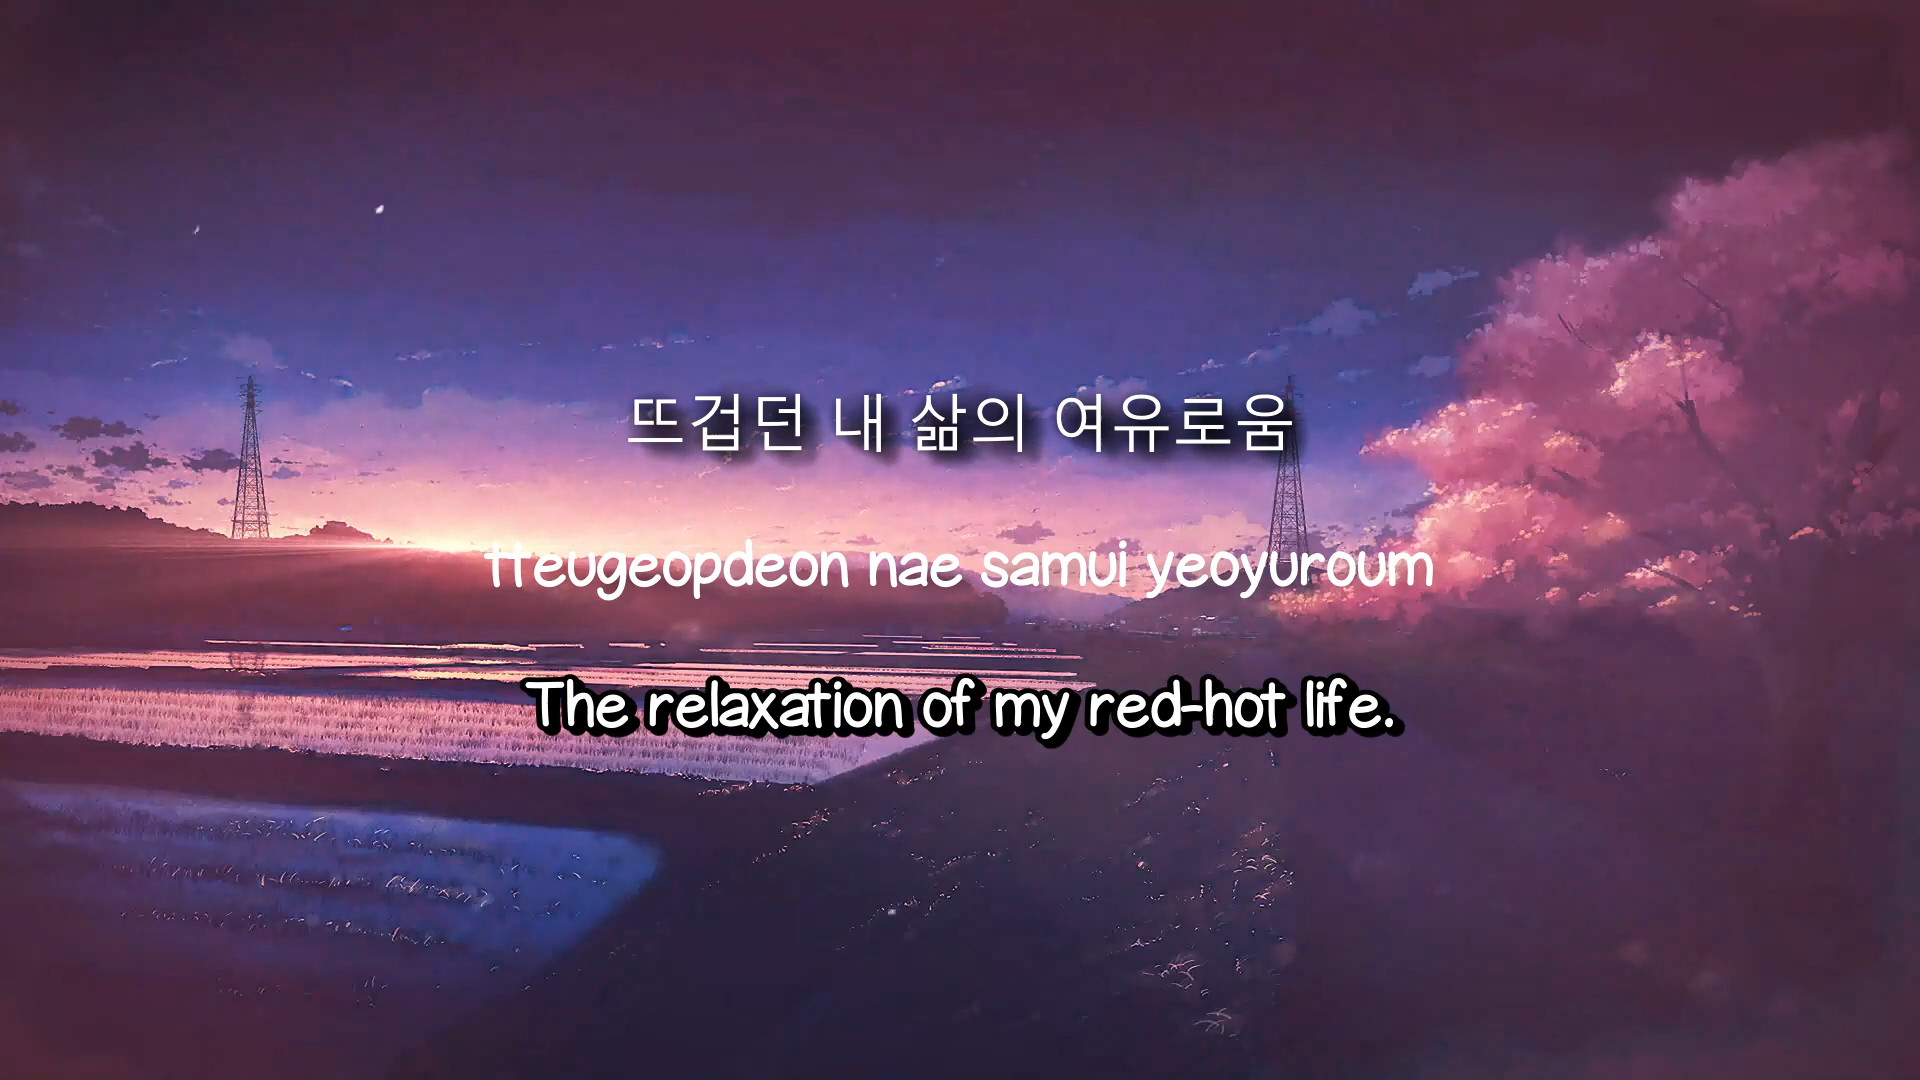 뜨겁던 내 삶의 여유로움
tteugeopdeon nae samui yeoyuroum
The relaxation of my red-hot life.